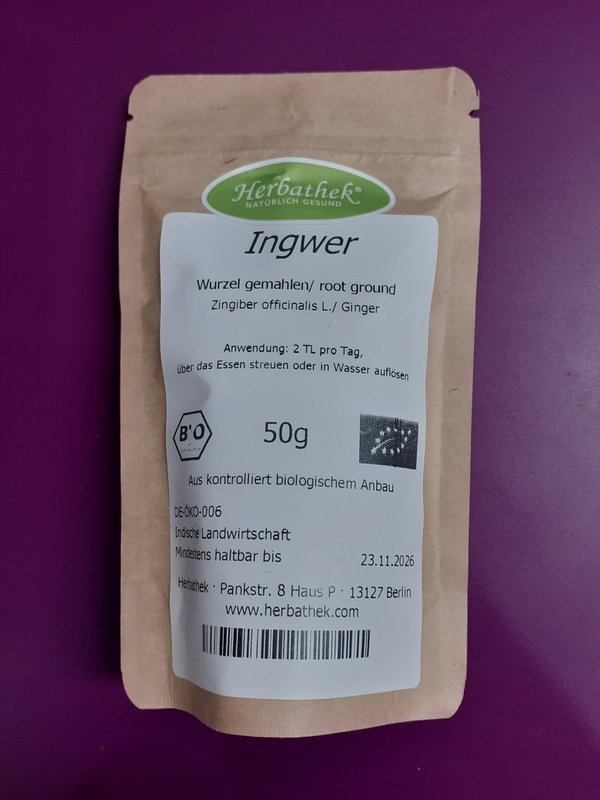 Herbathek®
NATÜRLICH GESUND
Ingwer
Wurzel gemahlen/ root ground
Zingiber officinalis L./ Ginger
Anwendung: 2 TL pro Tag,
über das Essen streuen oder in Wasser auflösen
BIO
50g
Aus kontrolliert biologischem Anbau
DE-ÖKO-006
Indische Landwirtschaft
Mindestens haltbar bis 23.11.2026
Herbathek · Pankstr. 8 Haus P · 13127 Berlin
www.herbathek.com